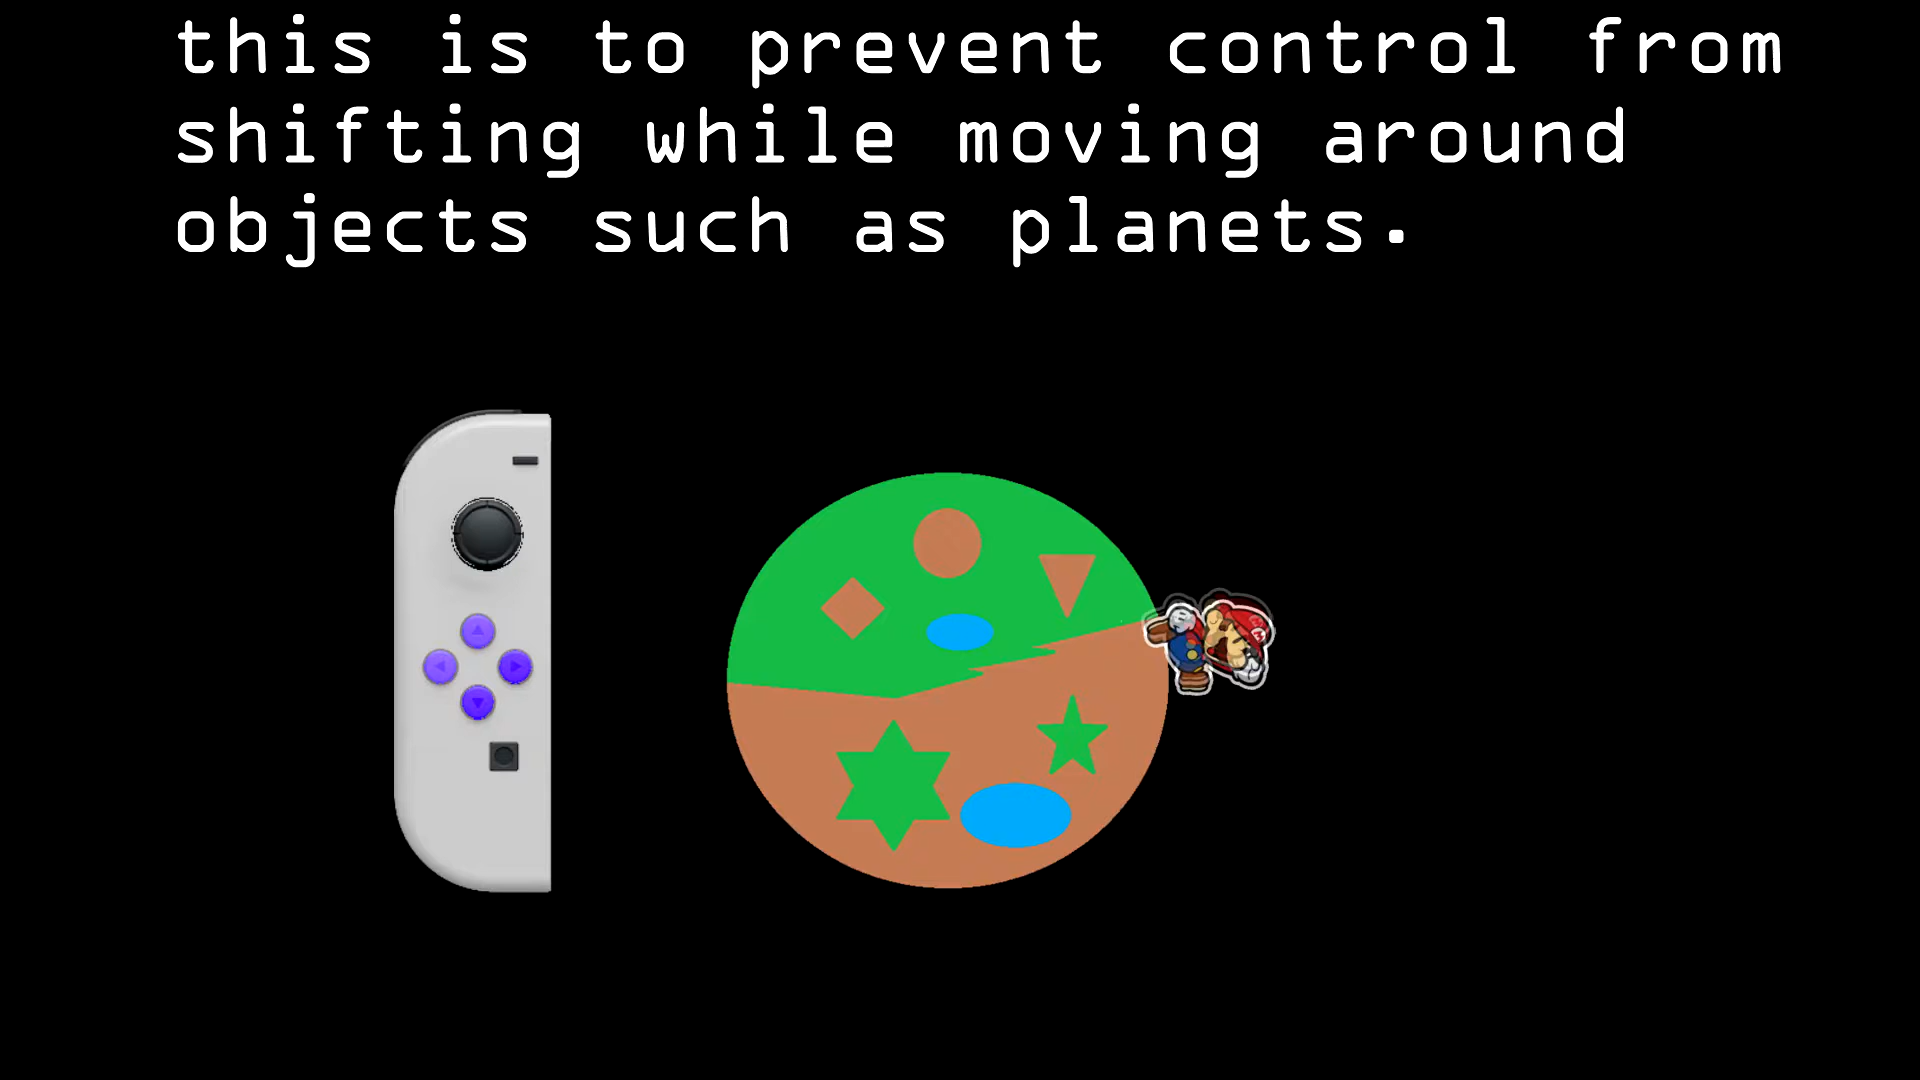 this is to prevent control from
shifting while moving around
objects such as planets.